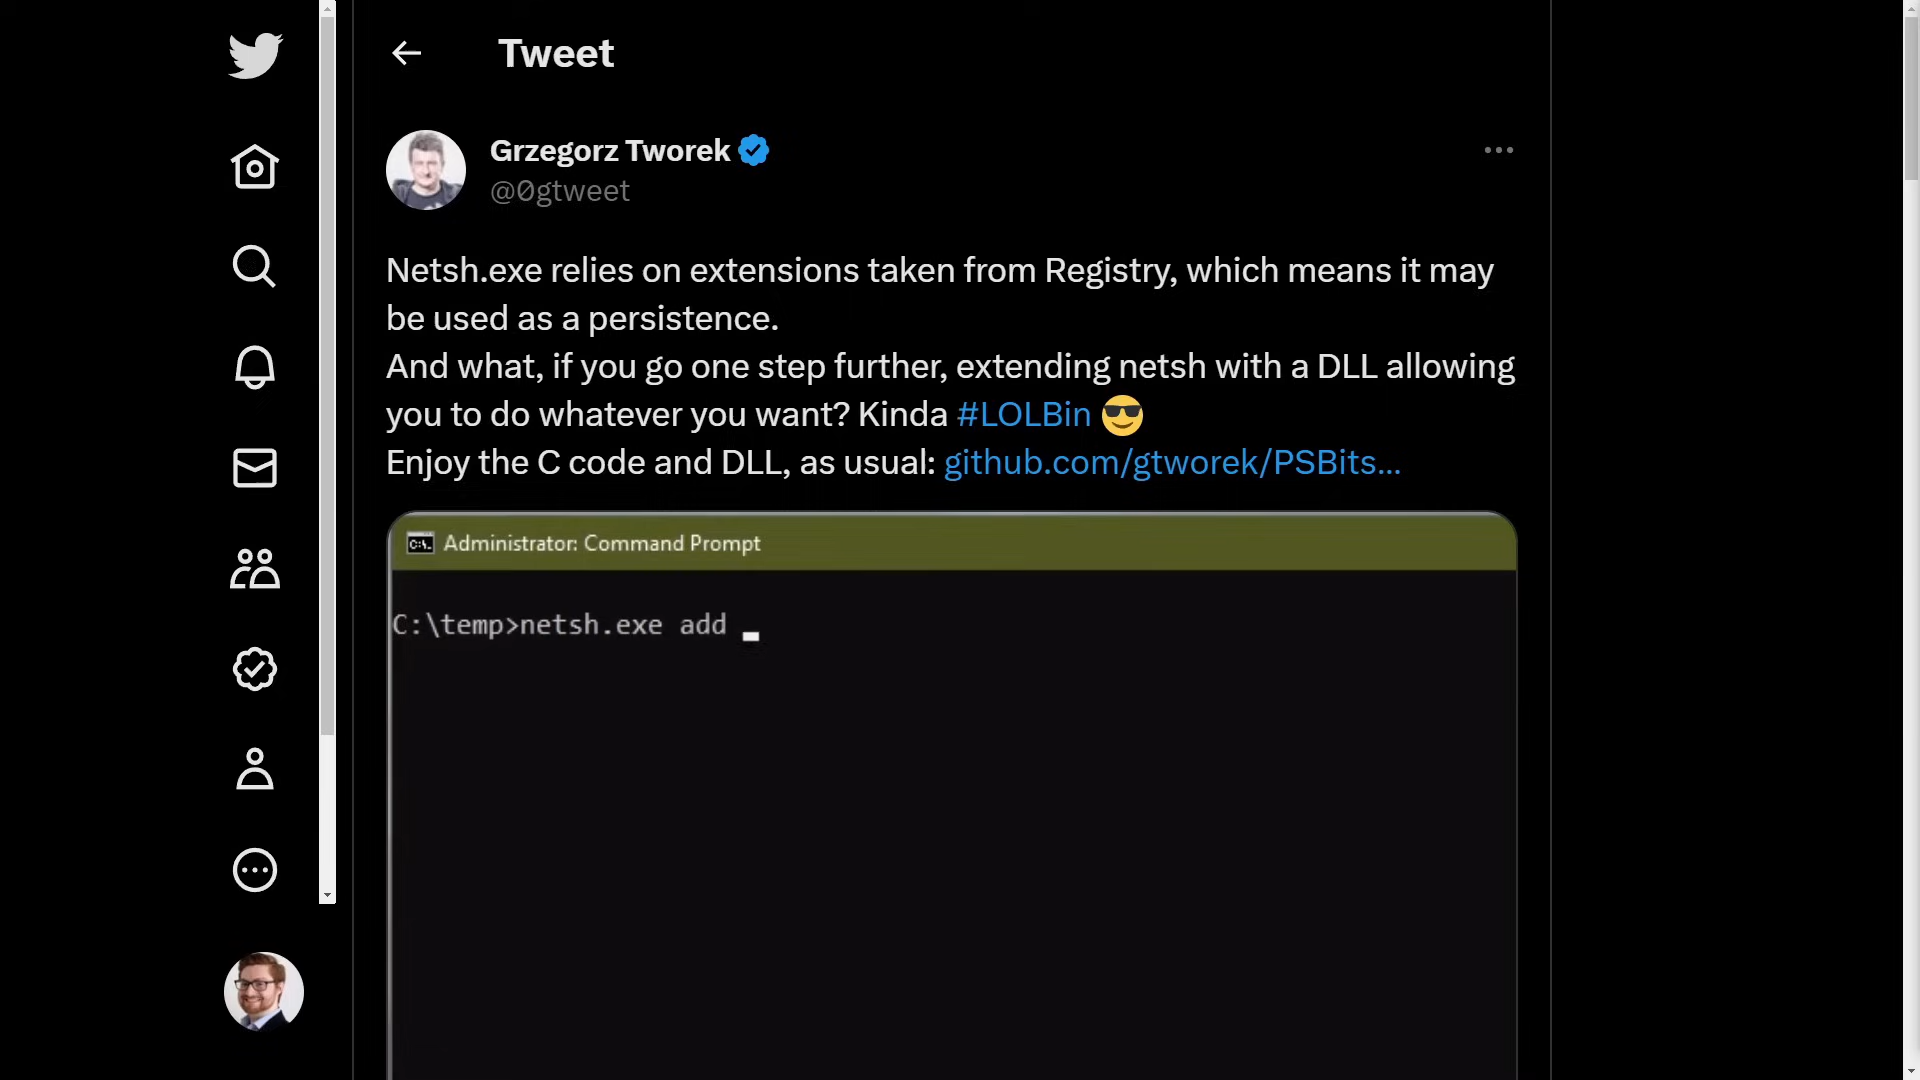 Tweet
Grzegorz Tworek
@0gtweet
Netsh.exe relies on extensions taken from Registry, which means it may
be used as a persistence.
And what, if you go one step further, extending netsh with a DLL allowing
you to do whatever you want? Kinda #LOLBin 😎
Enjoy the C code and DLL, as usual: github.com/gtworek/PSBits…
C:\. Administrator: Command Prompt
C:\temp>netsh.exe add _